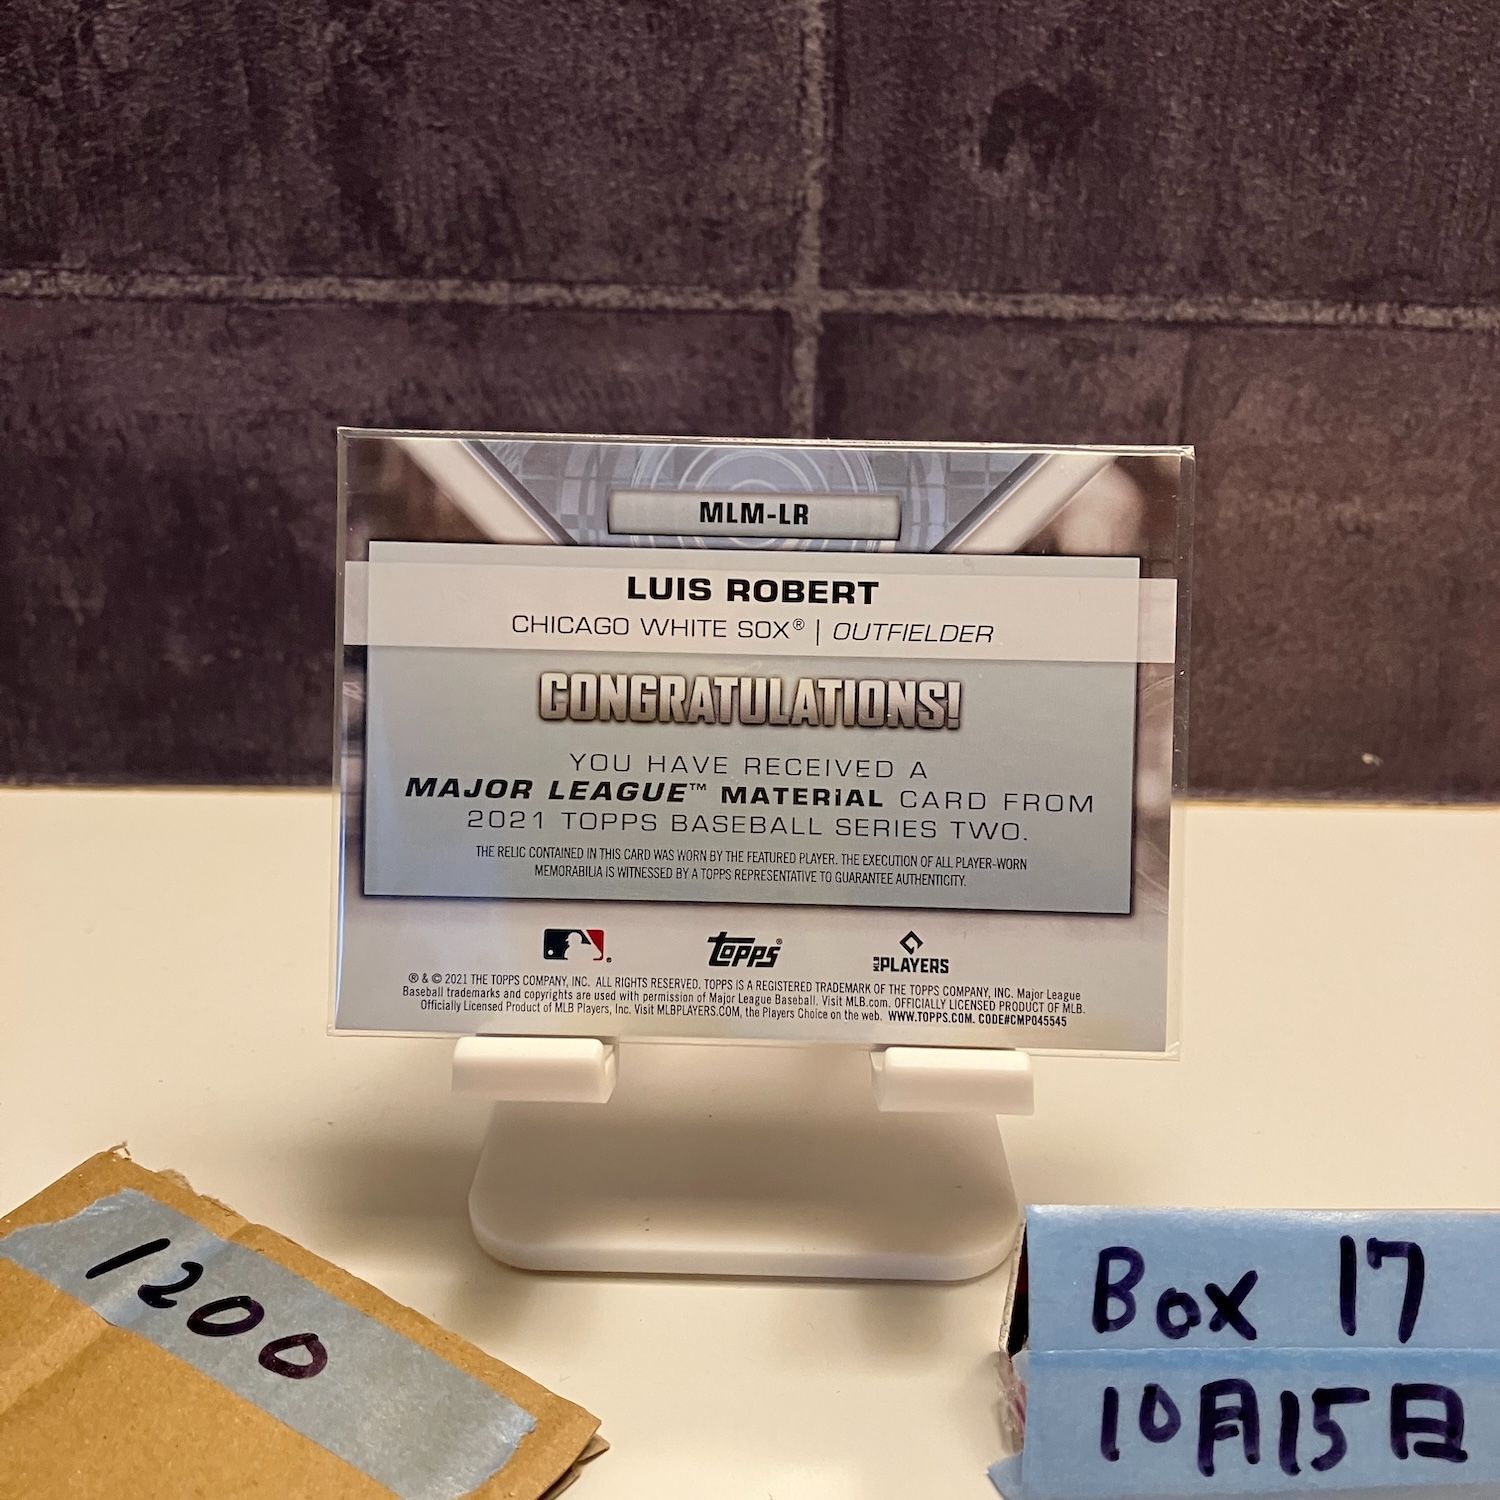 MLM-LR
LUIS ROBERT
CHICAGO WHITE SOX® | OUTFIELDER
CONGRATULATIONS!
YOU HAVE RECEIVED A
MAJOR LEAGUE™ MATERIAL CARD FROM
2021 TOPPS BASEBALL SERIES TWO.
THE RELIC CONTAINED IN THIS CARD WAS WORN BY THE FEATURED PLAYER. THE EXECUTION OF ALL PLAYER-WORN
MEMORABILIA IS WITNESSED BY A TOPPS REPRESENTATIVE TO GUARANTEE AUTHENTICITY.
Topps®
MLB PLAYERS
® & © 2021 THE TOPPS COMPANY, INC. ALL RIGHTS RESERVED. TOPPS IS A REGISTERED TRADEMARK OF THE TOPPS COMPANY, INC. Major League
Baseball trademarks and copyrights are used with permission of Major League Baseball. Visit MLB.com. OFFICIALLY LICENSED PRODUCT OF MLB.
Officially Licensed Product of MLB Players, Inc. Visit MLBPLAYERS.COM, the Players Choice on the web. WWW.TOPPS.COM. CODE#CMP045545
1200
Box 17
10月15日